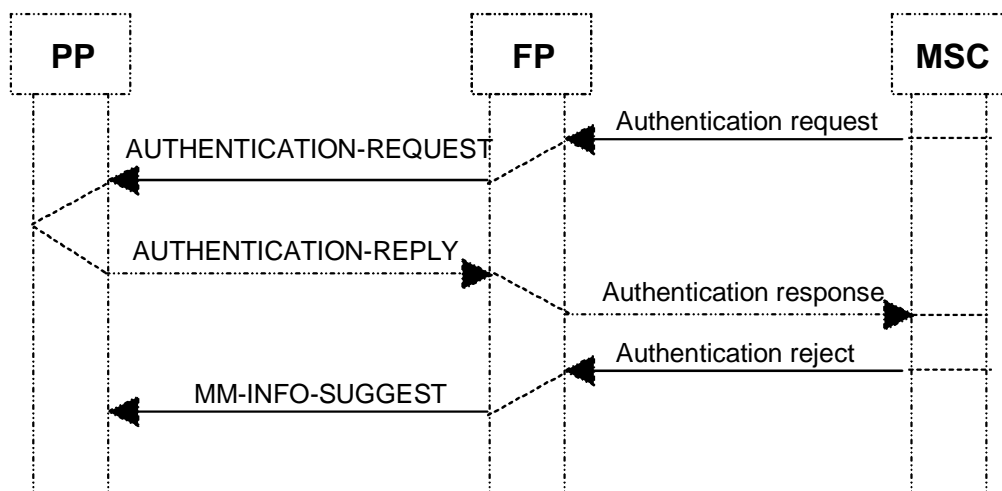 PP
FP
MSC
Authentication request
AUTHENTICATION-REQUEST
AUTHENTICATION-REPLY
Authentication response
Authentication reject
MM-INFO-SUGGEST